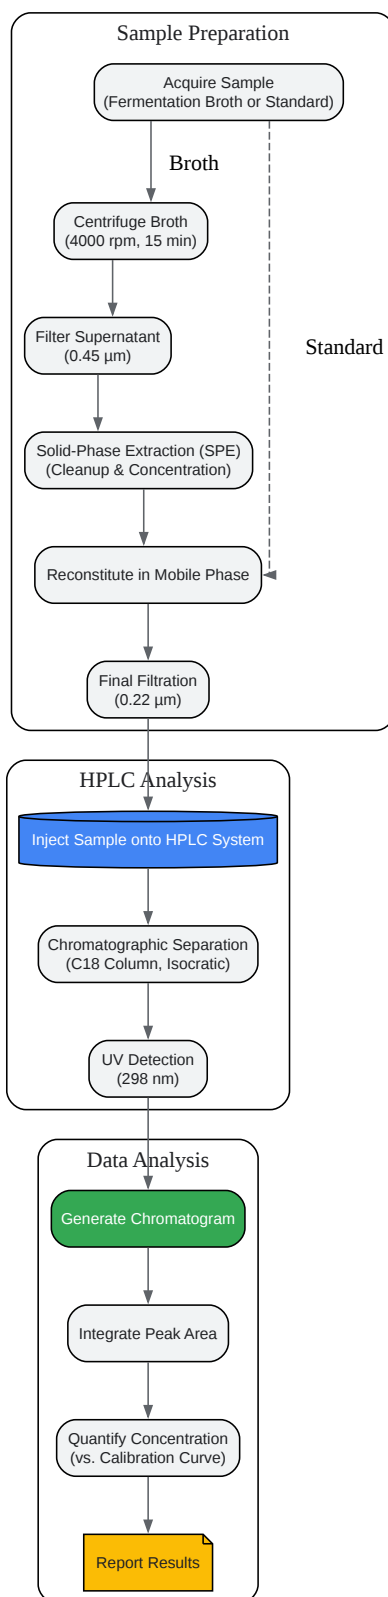 Sample Preparation
Acquire Sample
(Fermentation Broth or Standard)
Broth
Centrifuge Broth
(4000 rpm, 15 min)
Filter Supernatant
(0.45 µm)
Standard
Solid-Phase Extraction (SPE)
(Cleanup & Concentration)
Reconstitute in Mobile Phase
Final Filtration
(0.22 µm)
HPLC Analysis
Inject Sample onto HPLC System
Chromatographic Separation
(C18 Column, Isocratic)
UV Detection
(298 nm)
Data Analysis
Generate Chromatogram
Integrate Peak Area
Quantify Concentration
(vs. Calibration Curve)
Report Results